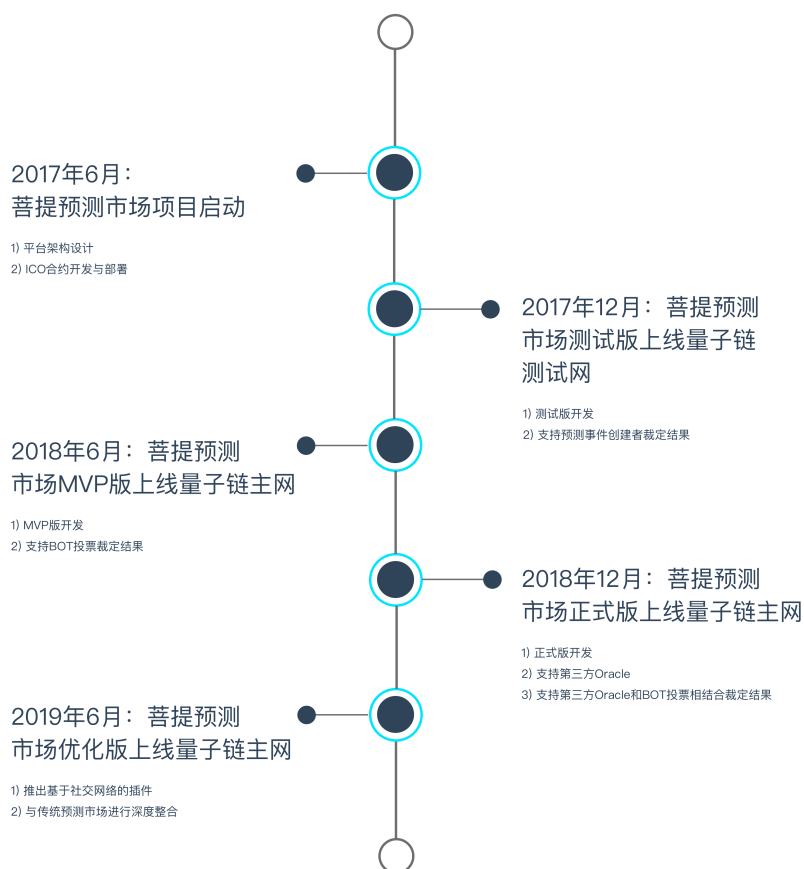 2017年6月：
菩提预测市场项目启动
1) 平台架构设计
2) ICO合约开发与部署
2017年12月：菩提预测
市场测试版上线量子链
测试网
1) 测试版开发
2) 支持预测事件创建者裁定结果
2018年6月：菩提预测
市场MVP版上线量子链主网
1) MVP版开发
2) 支持BOT投票裁定结果
2018年12月：菩提预测
市场正式版上线量子链主网
1) 正式版开发
2) 支持第三方Oracle
3) 支持第三方Oracle和BOT投票相结合裁定结果
2019年6月：菩提预测
市场优化版上线量子链主网
1) 推出基于社交网络的插件
2) 与传统预测市场进行深度整合